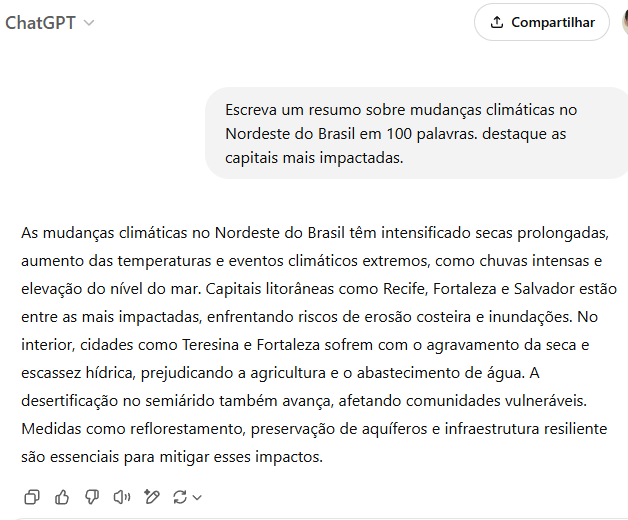 ChatGPT
Compartilhar
Escreva um resumo sobre mudanças climáticas no
Nordeste do Brasil em 100 palavras. destaque as
capitais mais impactadas.
As mudanças climáticas no Nordeste do Brasil têm intensificado secas prolongadas,
aumento das temperaturas e eventos climáticos extremos, como chuvas intensas e
elevação do nível do mar. Capitais litorâneas como Recife, Fortaleza e Salvador estão
entre as mais impactadas, enfrentando riscos de erosão costeira e inundações. No
interior, cidades como Teresina e Fortaleza sofrem com o agravamento da seca e
escassez hídrica, prejudicando a agricultura e o abastecimento de água. A
desertificação no semiárido também avança, afetando comunidades vulneráveis.
Medidas como reflorestamento, preservação de aquíferos e infraestrutura resiliente
são essenciais para mitigar esses impactos.